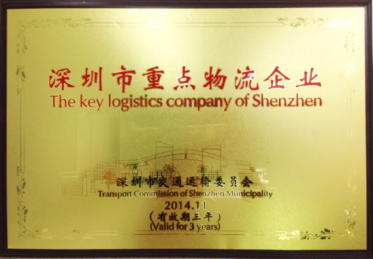 深圳市重点物流企业
The key logistics company of Shenzhen
深圳市交通运输委员会
Transport Commission of Shenzhen Municipality
2014.11
(有效期三年)
(Valid for 3 years)